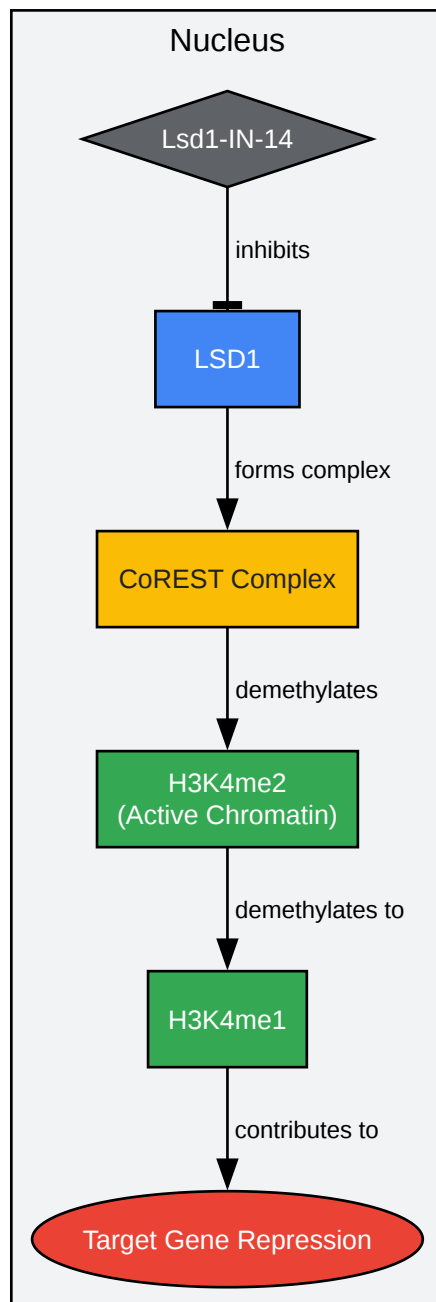 Nucleus
Lsd1-IN-14
inhibits
LSD1
forms complex
CoREST Complex
demethylates
H3K4me2
(Active Chromatin)
demethylates to
H3K4me1
contributes to
Target Gene Repression